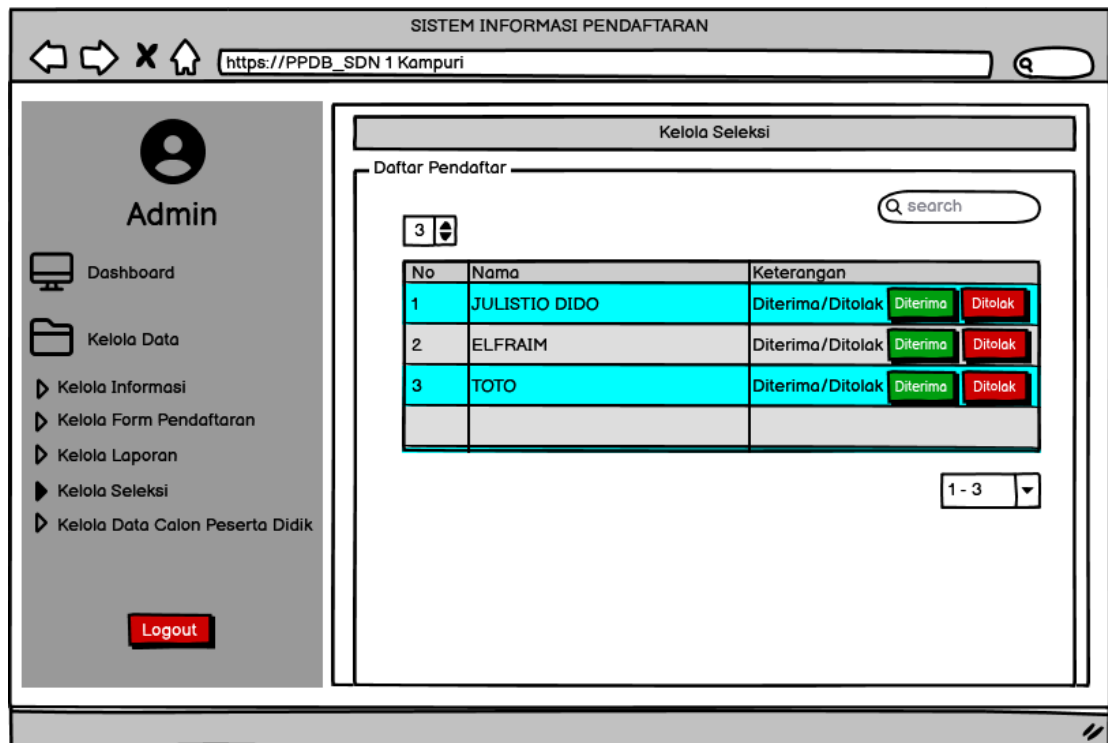 SISTEM INFORMASI PENDAFTARAN
https://PPDB_SDN 1 Kampuri
Admin
Dashboard
Kelola Data
Kelola Informasi
Kelola Form Pendaftaran
Kelola Laporan
Kelola Seleksi
Kelola Data Calon Peserta Didik
Logout
Kelola Seleksi
Daftar Pendaftar
search
3
No Nama Keterangan
1 JULISTIO DIDO Diterima/Ditolak Diterima Ditolak
2 ELFRAIM Diterima/Ditolak Diterima Ditolak
3 TOTO Diterima/Ditolak Diterima Ditolak
1 - 3